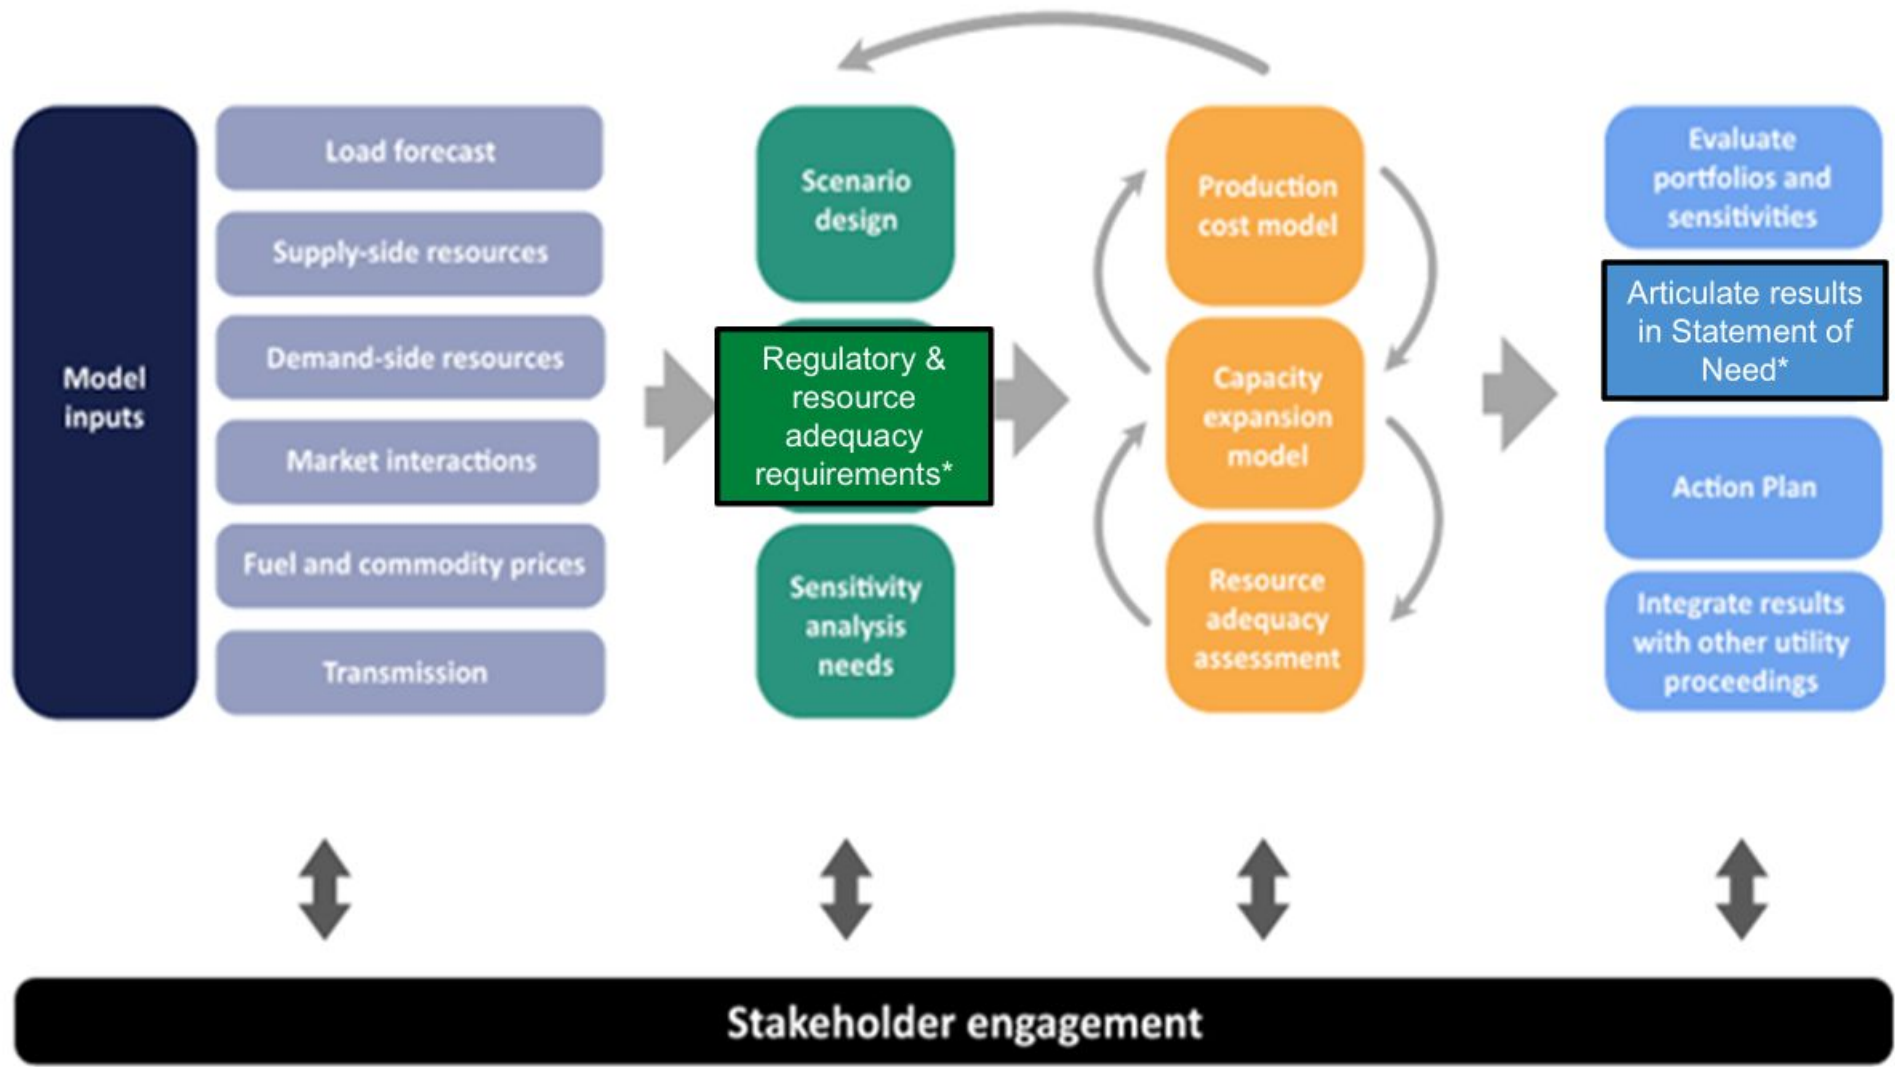 Model
inputs
Load forecast
Supply-side resources
Demand-side resources
Market interactions
Fuel and commodity prices
Transmission
Scenario
design
Regulatory &
resource
adequacy
requirements*
Sensitivity
analysis
needs
Production
cost model
Capacity
expansion
model
Resource
adequacy
assessment
Evaluate
portfolios and
sensitivities
Articulate results
in Statement of
Need*
Action Plan
Integrate results
with other utility
proceedings
Stakeholder engagement